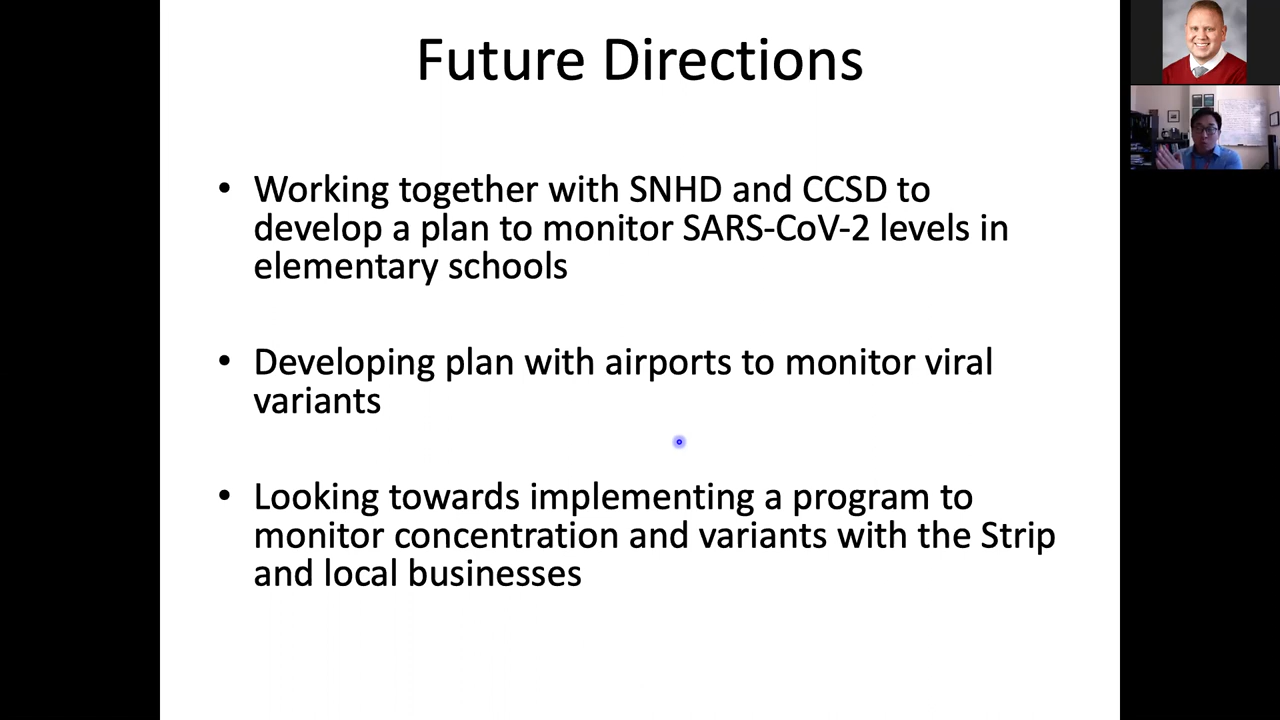 Future Directions
• Working together with SNHD and CCSD to
develop a plan to monitor SARS-CoV-2 levels in
elementary schools
• Developing plan with airports to monitor viral
variants
• Looking towards implementing a program to
monitor concentration and variants with the Strip
and local businesses